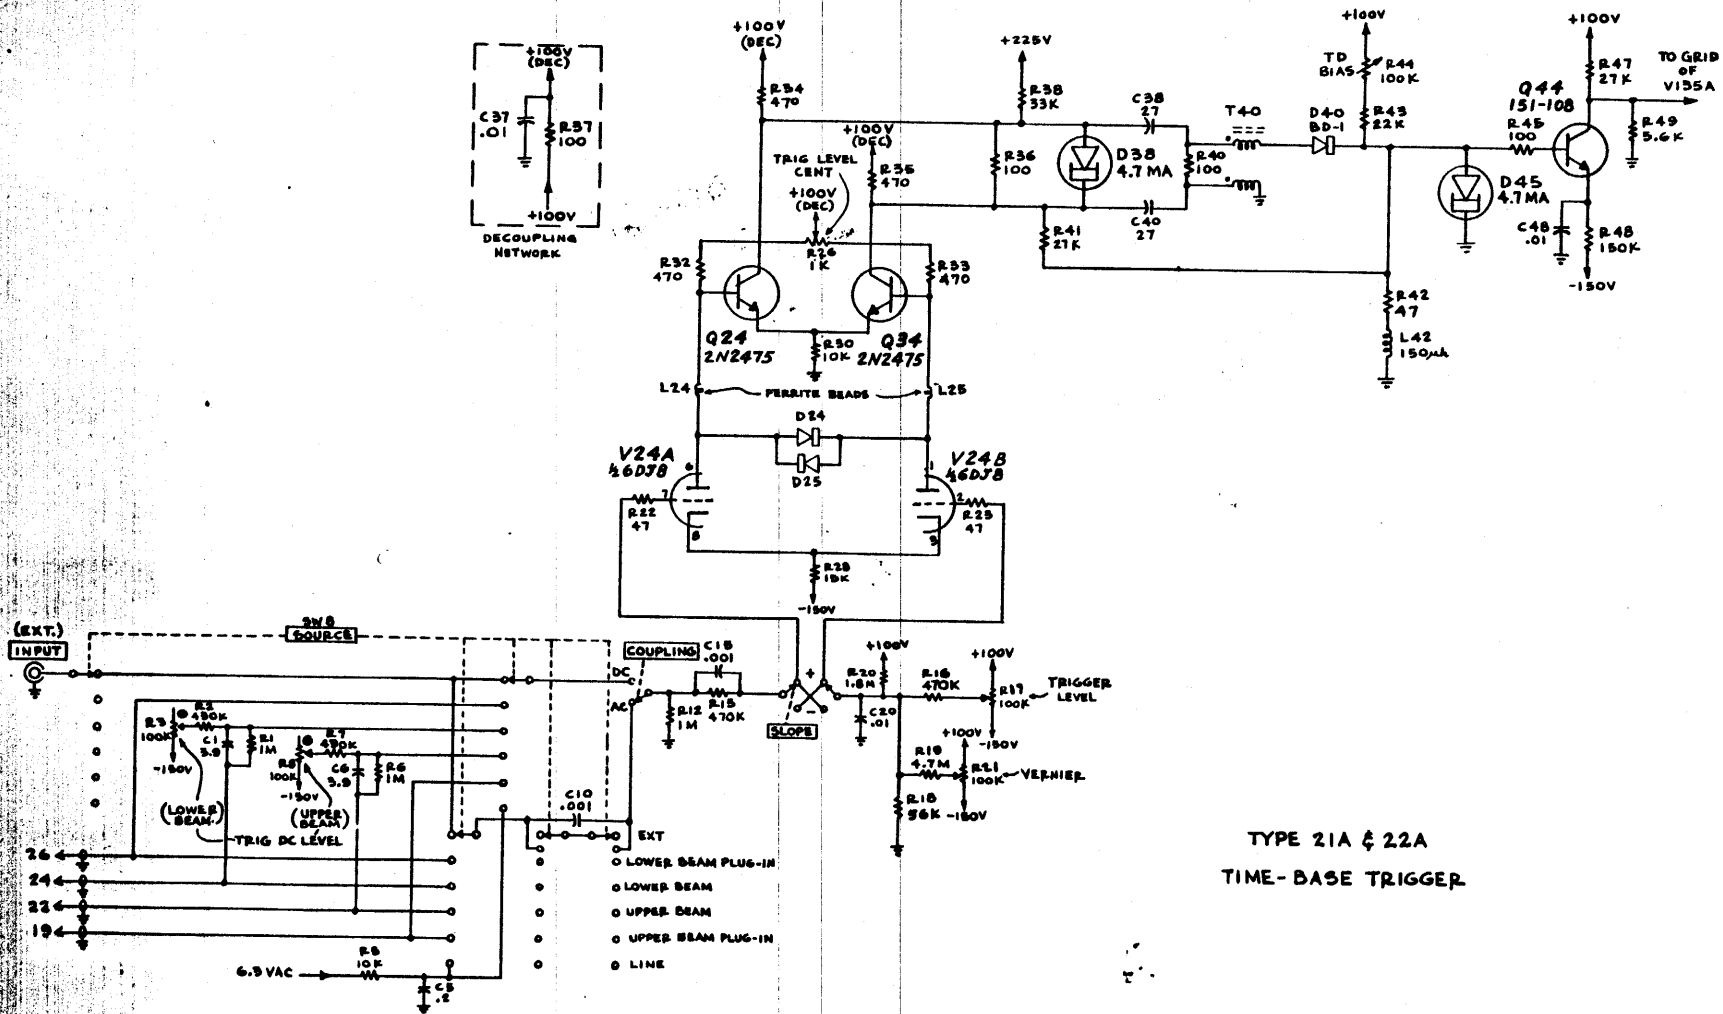 +100V
(DEC)
C37
.01
R37
100
+100V
DECOUPLING
NETWORK
+100V
(DEC)
R34
470
+100V
(DEC)
TRIG LEVEL
CENT
+100V
(DEC)
R35
470
R26
1K
R32
470
R33
470
Q24
2N2475
R30
10K
Q34
2N2475
L24
FERRITE BEADS
L25
D24
D25
V24A
½6DJ8
V24B
½6DJ8
6
7
8
1
2
3
R22
47
R23
47
R28
15K
-150V
+225V
R38
33K
C38
27
R36
100
D38
4.7MA
R40
100
T40
C40
27
R41
27K
D40
BD-1
+100V
TD
BIAS
R44
100K
R43
22K
R42
47
L42
150µh
D45
4.7MA
Q44
151-108
R45
100
+100V
R47
27K
TO GRID
OF
V155A
R49
5.6K
C48
.01
R48
150K
-150V
(EXT.)
INPUT
SW8
SOURCE
R3
100K
R2
490K
C1
3.9
R1
1M
-150V
(LOWER
BEAM)
R8
100K
R7
490K
C6
3.9
R6
1M
-150V
(UPPER
BEAM)
TRIG DC LEVEL
C10
.001
DC
AC
COUPLING
C15
.001
R12
1M
R15
470K
SLOPE
+
-
+100V
R20
1.8M
C20
.01
R16
470K
+100V
R17
100K
-150V
TRIGGER
LEVEL
R19
4.7M
+100V
R21
100K
-150V
VERNIER
R18
56K
26
24
22
19
6.3 VAC
R5
10K
C5
.2
EXT
LOWER BEAM PLUG-IN
LOWER BEAM
UPPER BEAM
UPPER BEAM PLUG-IN
LINE
TYPE 21A & 22A
TIME-BASE TRIGGER